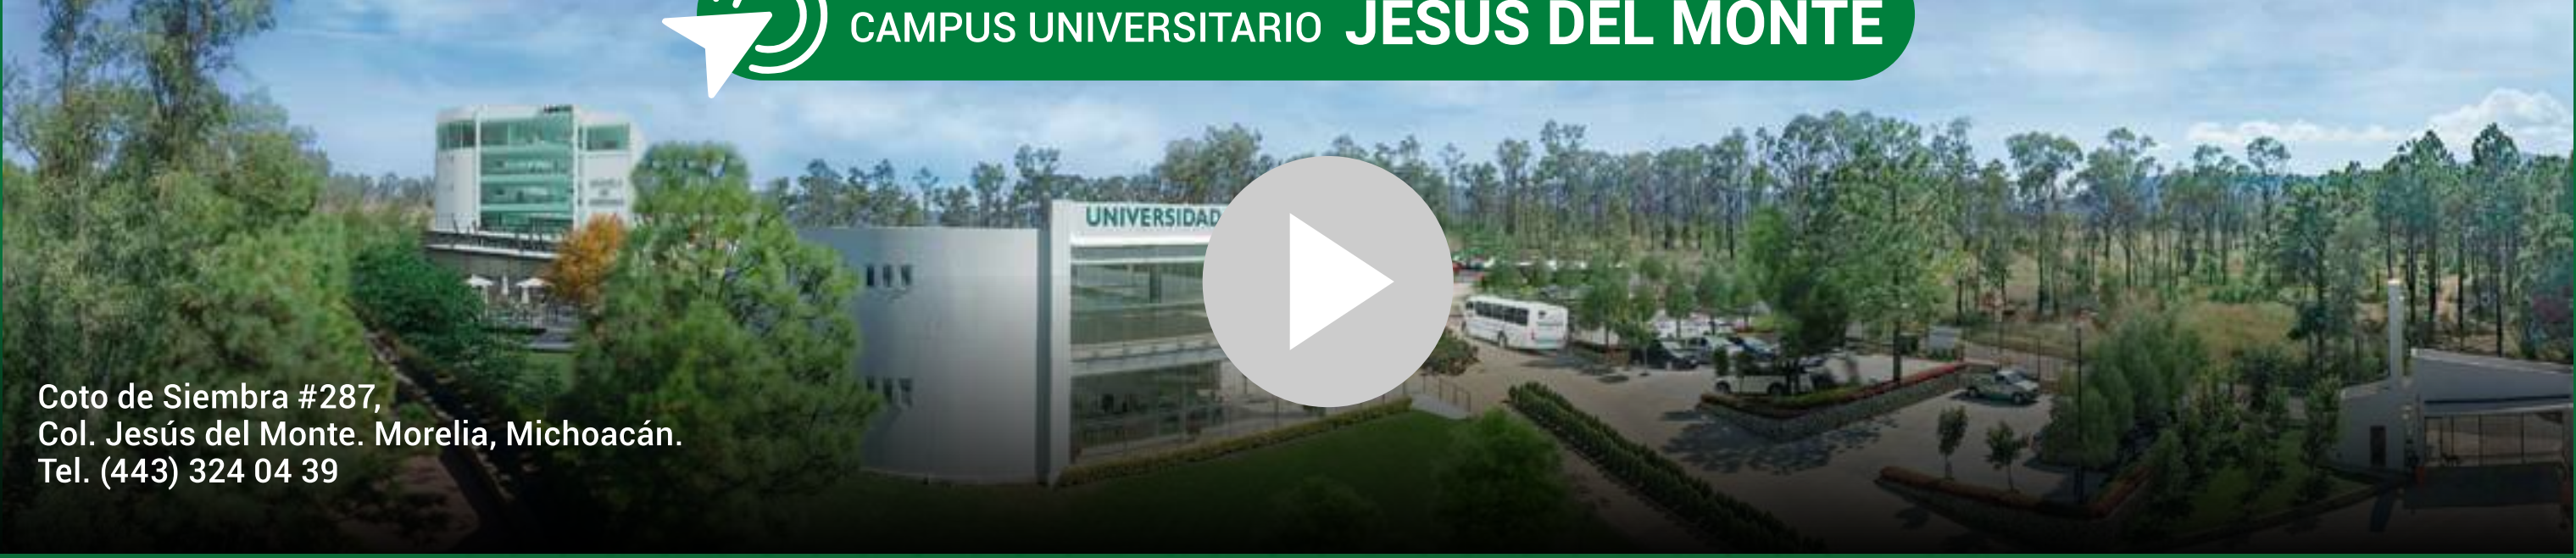 CAMPUS UNIVERSITARIO JESÚS DEL MONTE
UNIVERSIDAD
Coto de Siembra #287,
Col. Jesús del Monte. Morelia, Michoacán.
Tel. (443) 324 04 39